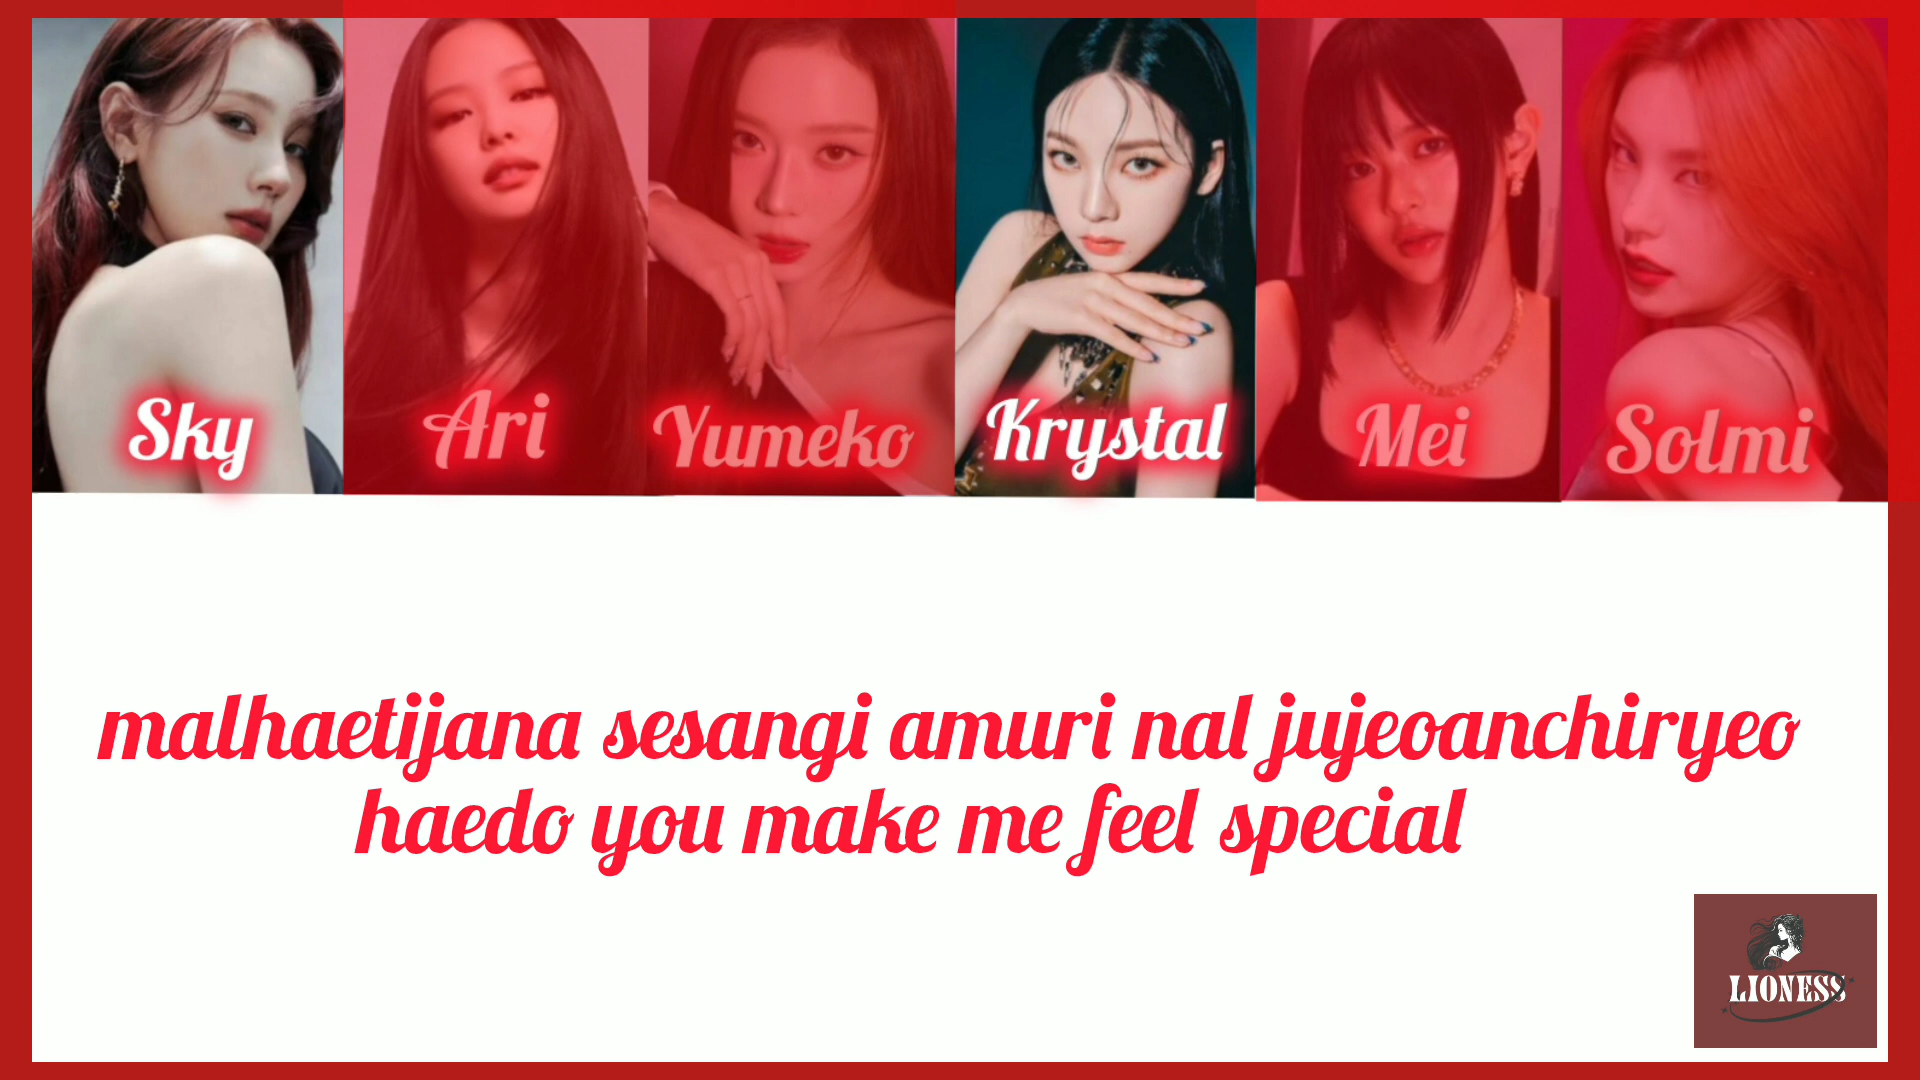 Sky Ari Yumeko Krystal Mei Solmi
malhaetijana sesangi amuri nal jujeoanchiryeo
haedo you make me feel special
LIONESS